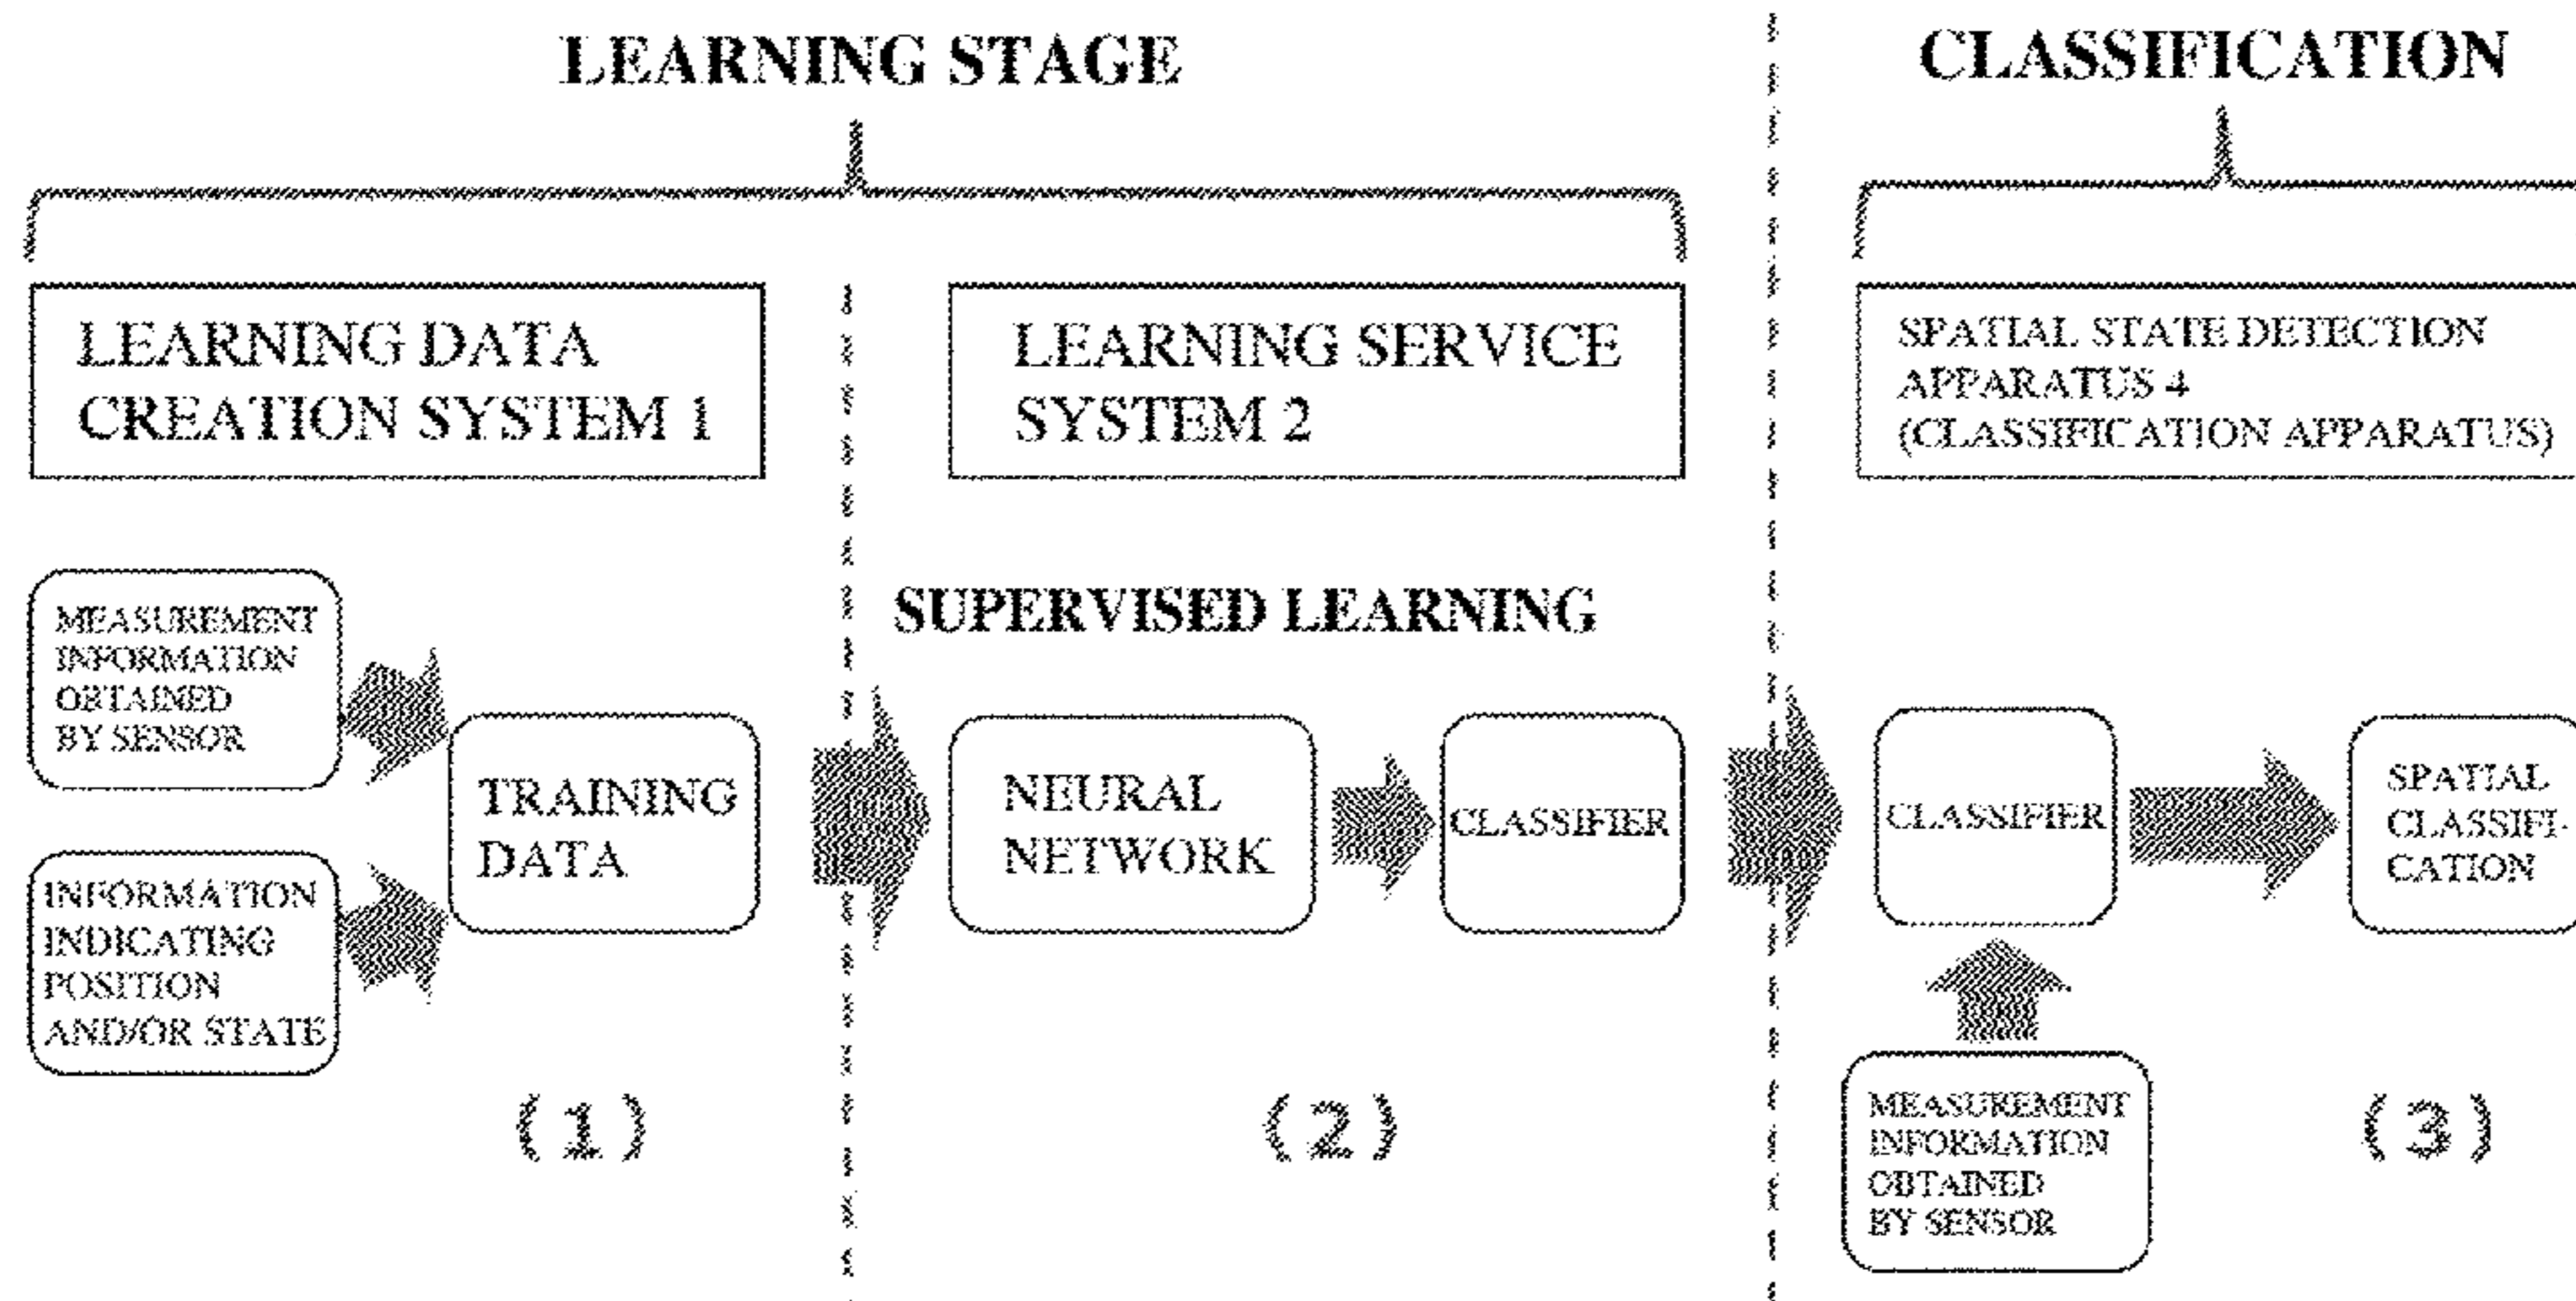 LEARNING STAGE
CLASSIFICATION
LEARNING DATA
CREATION SYSTEM 1
LEARNING SERVICE
SYSTEM 2
SPATIAL STATE DETECTION
APPARATUS 4
(CLASSIFICATION APPARATUS)
SUPERVISED LEARNING
MEASUREMENT
INFORMATION
OBTAINED
BY SENSOR
INFORMATION
INDICATING
POSITION
AND/OR STATE
TRAINING
DATA
NEURAL
NETWORK
CLASSIFIER
CLASSIFIER
SPATIAL
CLASSIFI-
CATION
MEASUREMENT
INFORMATION
OBTAINED
BY SENSOR
(1)
(2)
(3)